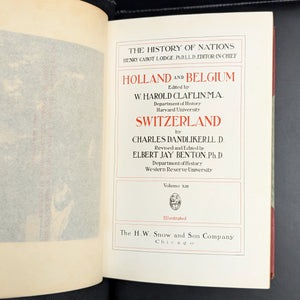 THE HISTORY OF NATIONS
HENRY CABOT LODGE, Ph.D., LL.D., EDITOR-IN-CHIEF
HOLLAND AND BELGIUM
Edited by
W. HAROLD CLAFLIN, M.A.
Department of History
Harvard University
SWITZERLAND
by
CHARLES DANDLIKER, LL.D.
Revised and Edited by
ELBERT JAY BENTON, Ph.D.
Department of History
Western Reserve University
Volume XIII
Illustrated
The H. W. Snow and Son Company
Chicago